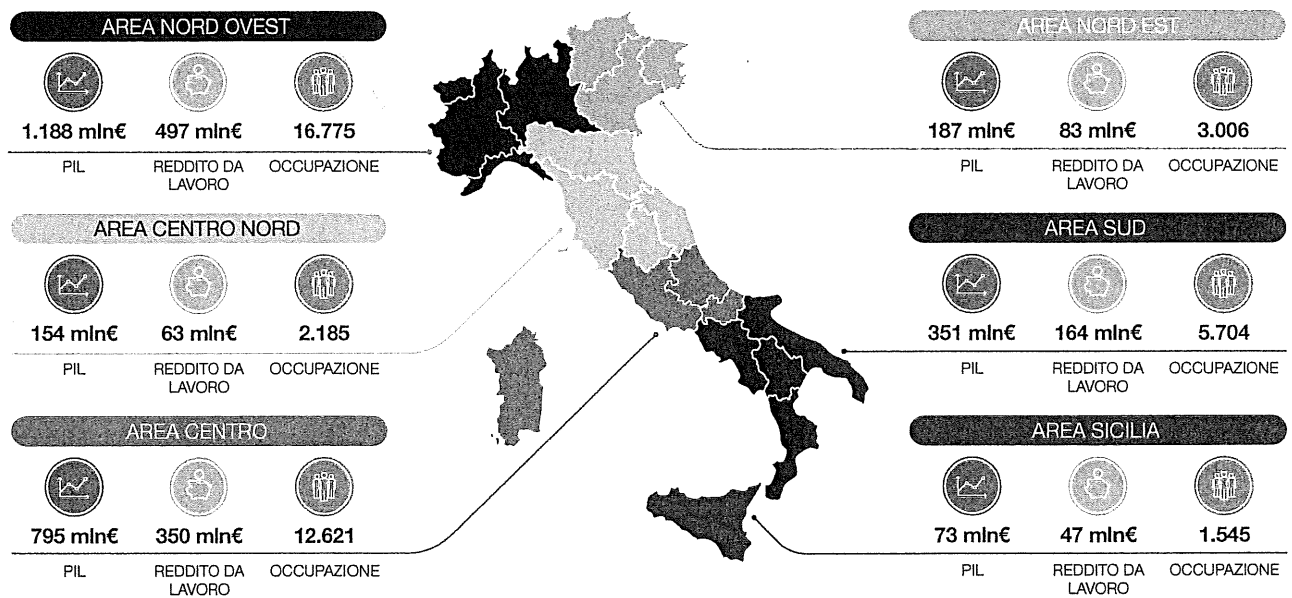 AREA NORD OVEST
1.188 mln€ 497 mln€ 16.775
PIL REDDITO DA LAVORO OCCUPAZIONE
AREA CENTRO NORD
154 mln€ 63 mln€ 2.185
PIL REDDITO DA LAVORO OCCUPAZIONE
AREA CENTRO
795 mln€ 350 mln€ 12.621
PIL REDDITO DA LAVORO OCCUPAZIONE
AREA NORD EST
187 mln€ 83 mln€ 3.006
PIL REDDITO DA LAVORO OCCUPAZIONE
AREA SUD
351 mln€ 164 mln€ 5.704
PIL REDDITO DA LAVORO OCCUPAZIONE
AREA SICILIA
73 mln€ 47 mln€ 1.545
PIL REDDITO DA LAVORO OCCUPAZIONE